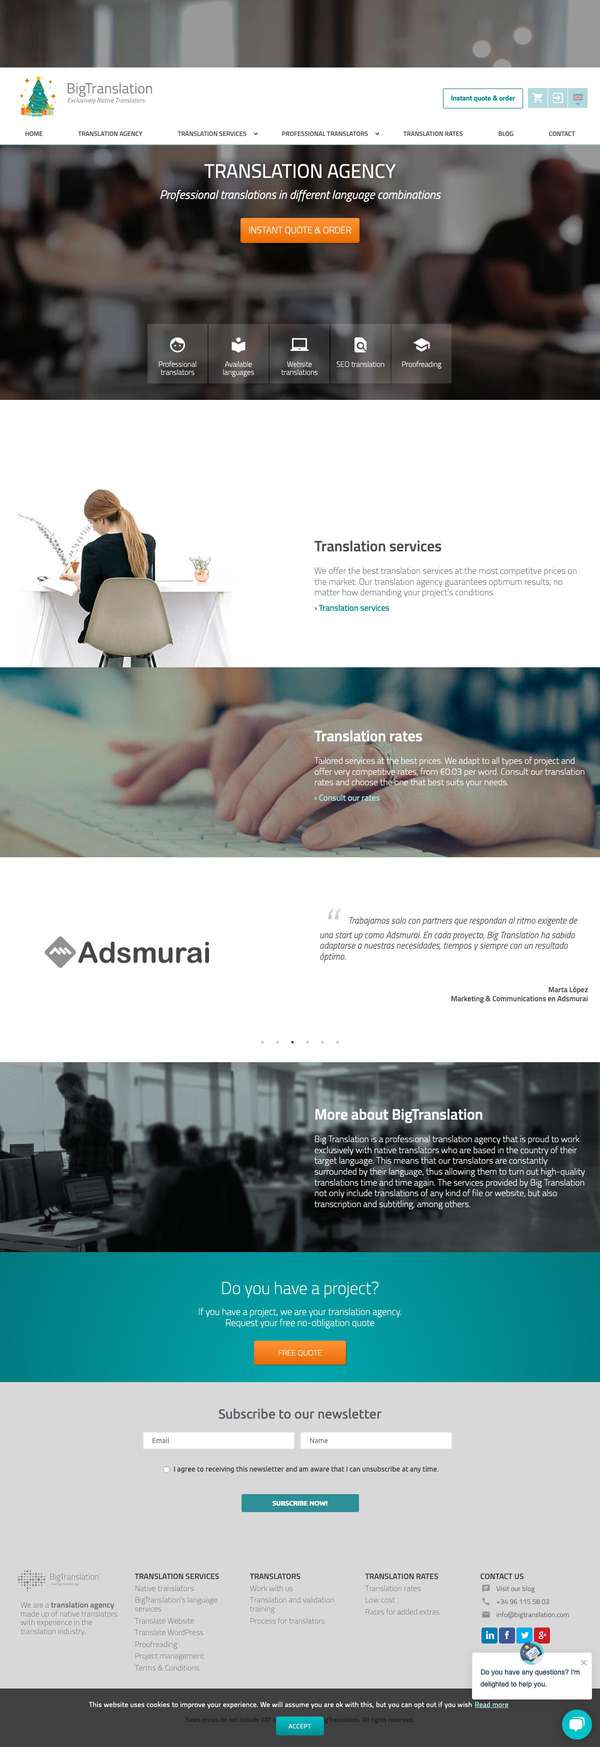 BigTranslation
Exclusively Native Translators
Instant quote & order
HOME
TRANSLATION AGENCY
TRANSLATION SERVICES
PROFESSIONAL TRANSLATORS
TRANSLATION RATES
BLOG
CONTACT
TRANSLATION AGENCY
Professional translations in different language combinations
INSTANT QUOTE & ORDER
Professional
translators
Available
languages
Website
translations
SEO translation
Proofreading
Translation services
We offer the best translation services at the most competitve prices on
the market. Our translation agency guarantees optimum results, no
matter how demanding your project's conditions.
› Translation services
Translation rates
Tailored services at the best prices. We adapt to all types of project and
offer very competitive rates, from €0.03 per word. Consult our translation
rates and choose the one that best suits your needs.
› Consult our rates
Adsmurai
“ Trabajamos solo con partners que respondan al ritmo exigente de
una start up como Adsmurai. En cada proyecto, Big Translation ha sabido
adaptarse a nuestras necesidades, tiempos y siempre con un resultado
óptimo.
Marta López
Marketing & Communications en Adsmurai
More about BigTranslation
Big Translation is a professional translation agency that is proud to work
exclusively with native translators who are based in the country of their
target language. This means that our translators are constantly
surrounded by their language, thus allowing them to turn out high-quality
translations time and time again. The services provided by Big Translation
not only include translations of any kind of file or website, but also
transcription and subtitling, among others.
Do you have a project?
If you have a project, we are your translation agency.
Request your free no-obligation quote
FREE QUOTE
Subscribe to our newsletter
Email
Name
I agree to receiving this newsletter and am aware that I can unsubscribe at any time.
SUBSCRIBE NOW!
BigTranslation
We are a translation agency
made up of native translators
with experience in the
translation industry.
TRANSLATION SERVICES
Native translators
BigTranslation's language
services
Translate Website
Translate WordPress
Proofreading
Project management
Terms & Conditions
TRANSLATORS
Work with us
Translation and validation
training
Process for translators
TRANSLATION RATES
Translation rates
Low cost
Rates for added extras
CONTACT US
Visit our blog
+34 96 115 58 03
info@bigtranslation.com
Do you have any questions? I'm
delighted to help you.
This website uses cookies to improve your experience. We will assume you are ok with this, but you can opt out if you wish Read more
ACCEPT